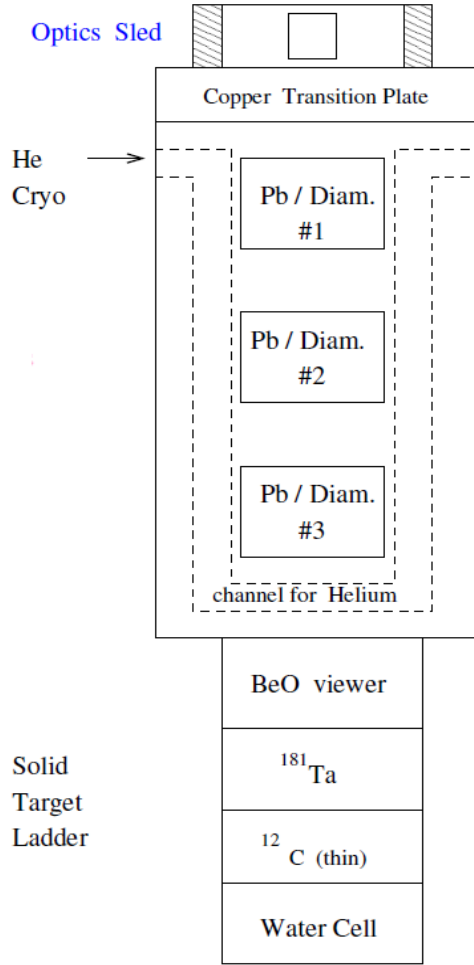 Optics Sled
Copper Transition Plate
He
Cryo
Pb / Diam.
#1
Pb / Diam.
#2
Pb / Diam.
#3
channel for Helium
BeO viewer
Solid
Target
Ladder
181Ta
12C (thin)
Water Cell